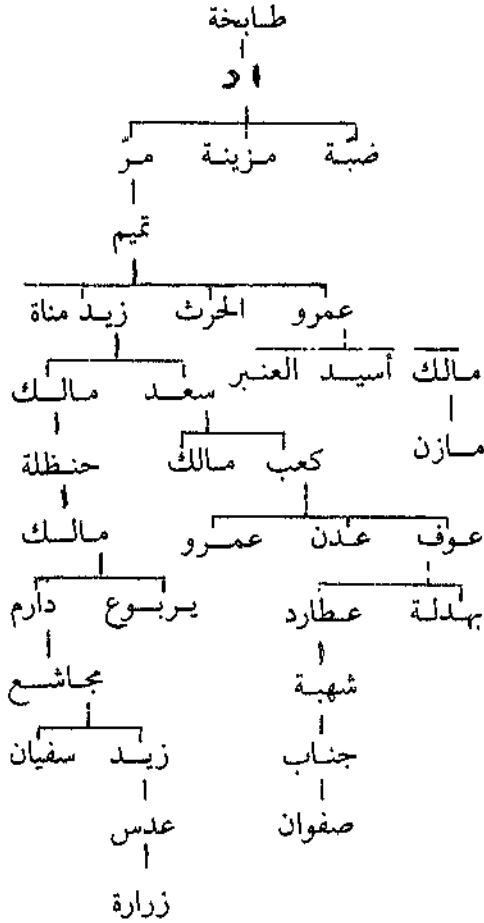 طابخة
اد
ضبّة مزينة مرّ
تميم
عمرو الحرث زيد مناة
مالك أسيد العنبر سعد مالك
مازن كعب مالك حنظلة
عوف عدن عمرو مالك
بهدلة عطارد يربوع دارم
شهبة مجاشع
جناب زيد سفيان
صفوان عدس
زرارة